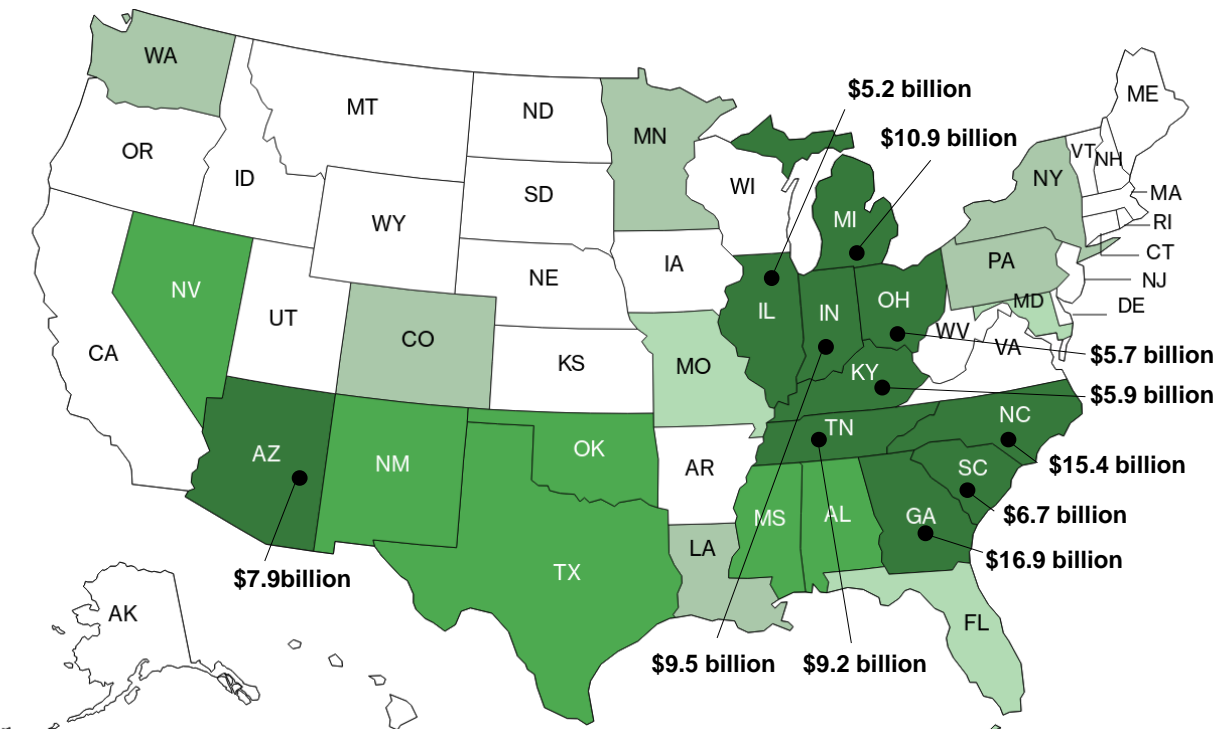 WA
MT
ND
MN
$5.2 billion
$10.9 billion
ME
OR
ID
SD
WI
VT
NH
NY
MA
WY
MI
RI
IA
PA
CT
NE
NJ
NV
UT
CO
IL
IN
OH
MD
DE
CA
KS
MO
WV
VA
$5.7 billion
KY
$5.9 billion
AZ
NM
OK
AR
TN
NC
$15.4 billion
SC
$6.7 billion
MS
AL
GA
$16.9 billion
LA
TX
$7.9billion
AK
FL
$9.5 billion
$9.2 billion